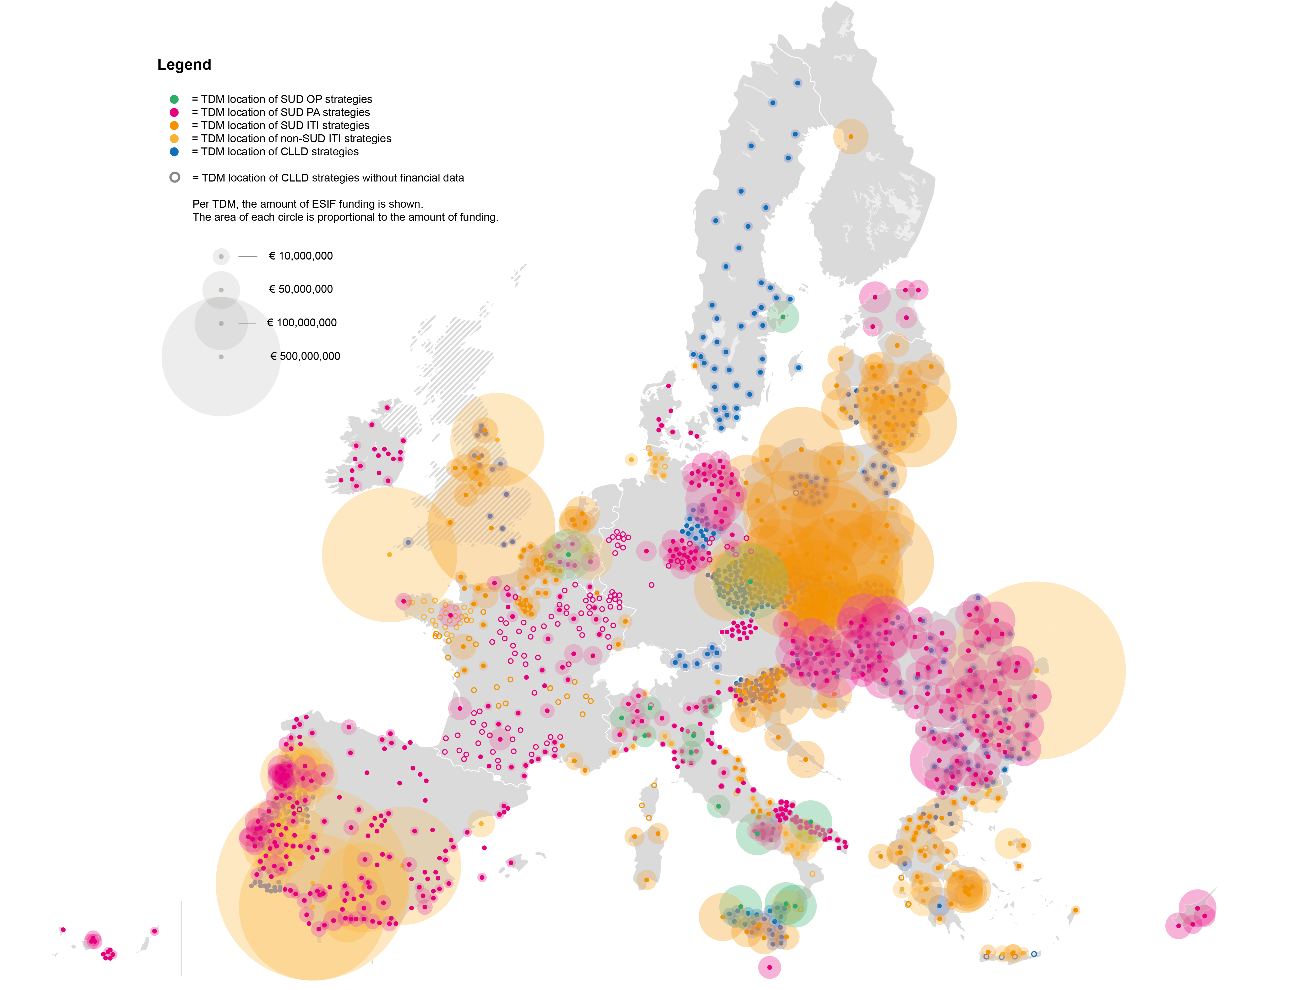 Legend
= TDM location of SUD OP strategies
= TDM location of SUD PA strategies
= TDM location of SUD ITI strategies
= TDM location of non-SUD ITI strategies
= TDM location of CLLD strategies
= TDM location of CLLD strategies without financial data
Per TDM, the amount of ESIF funding is shown.
The area of each circle is proportional to the amount of funding.
€ 10,000,000
€ 50,000,000
€ 100,000,000
€ 500,000,000